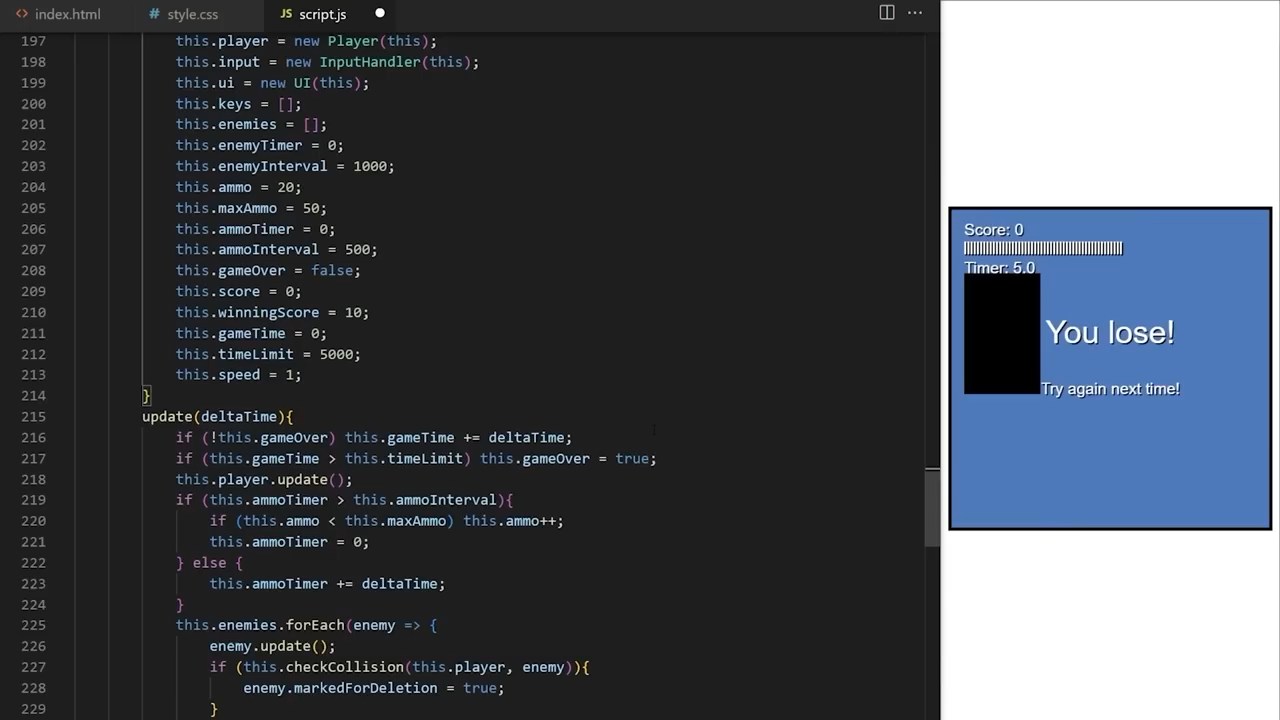 index.html
style.css
JS script.js
197 this.player = new Player(this);
198 this.input = new InputHandler(this);
199 this.ui = new UI(this);
200 this.keys = [];
201 this.enemies = [];
202 this.enemyTimer = 0;
203 this.enemyInterval = 1000;
204 this.ammo = 20;
205 this.maxAmmo = 50;
206 this.ammoTimer = 0;
207 this.ammoInterval = 500;
208 this.gameOver = false;
209 this.score = 0;
210 this.winningScore = 10;
211 this.gameTime = 0;
212 this.timeLimit = 5000;
213 this.speed = 1;
214 }
215 update(deltaTime){
216 if (!this.gameOver) this.gameTime += deltaTime;
217 if (this.gameTime > this.timeLimit) this.gameOver = true;
218 this.player.update();
219 if (this.ammoTimer > this.ammoInterval){
220 if (this.ammo < this.maxAmmo) this.ammo++;
221 this.ammoTimer = 0;
222 } else {
223 this.ammoTimer += deltaTime;
224 }
225 this.enemies.forEach(enemy => {
226 enemy.update();
227 if (this.checkCollision(this.player, enemy)){
228 enemy.markedForDeletion = true;
229 }
Score: 0
Timer: 5.0
You lose!
Try again next time!